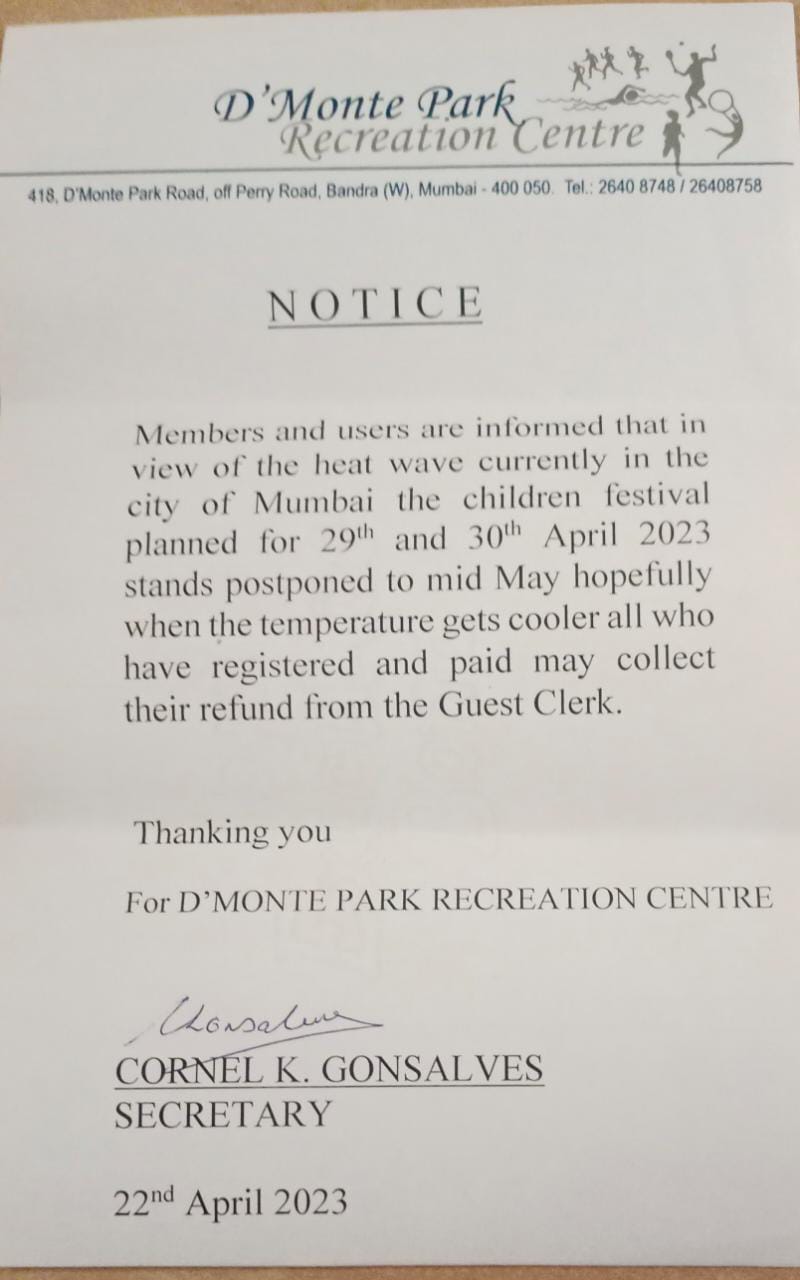 D'Monte Park
Recreation Centre
418, D'Monte Park Road, off Perry Road, Bandra (W), Mumbai - 400 050. Tel.: 2640 8748 / 26408758
NOTICE
Members and users are informed that in
view of the heat wave currently in the
city of Mumbai the children festival
planned for 29th and 30th April 2023
stands postponed to mid May hopefully
when the temperature gets cooler all who
have registered and paid may collect
their refund from the Guest Clerk.
Thanking you
For D'MONTE PARK RECREATION CENTRE
CORNEL K. GONSALVES
SECRETARY
22nd April 2023